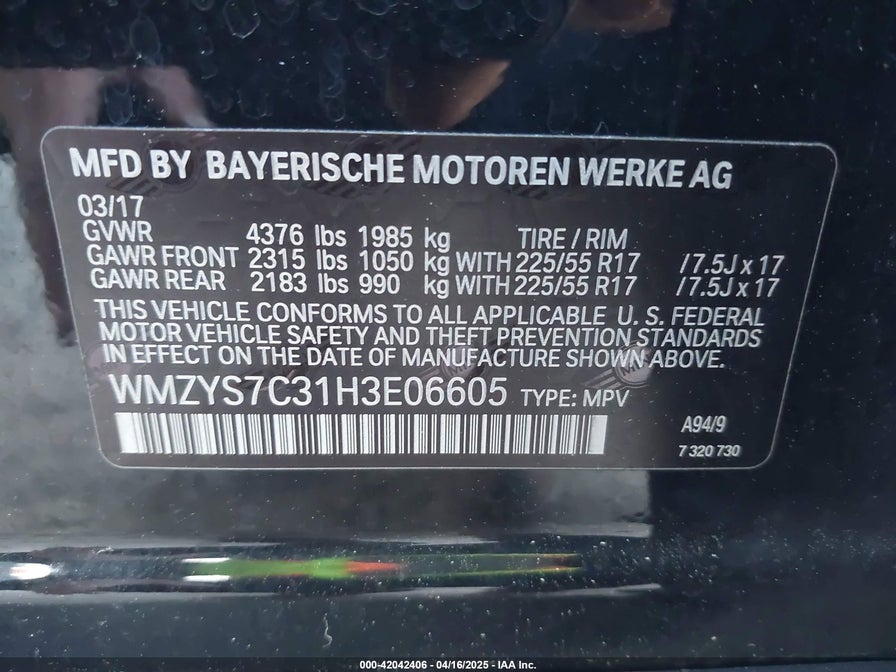 MFD BY BAYERISCHE MOTOREN WERKE AG
03/17
GVWR 4376 lbs 1985 kg TIRE / RIM
GAWR FRONT 2315 lbs 1050 kg WITH 225/55 R17 / 7.5J x 17
GAWR REAR 2183 lbs 990 kg WITH 225/55 R17 / 7.5J x 17
THIS VEHICLE CONFORMS TO ALL APPLICABLE U. S. FEDERAL
MOTOR VEHICLE SAFETY AND THEFT PREVENTION STANDARDS
IN EFFECT ON THE DATE OF MANUFACTURE SHOWN ABOVE.
WMZYS7C31H3E06605 TYPE: MPV
A94/9
7 320 730
000-42042406 - 04/16/2025 - IAA Inc.